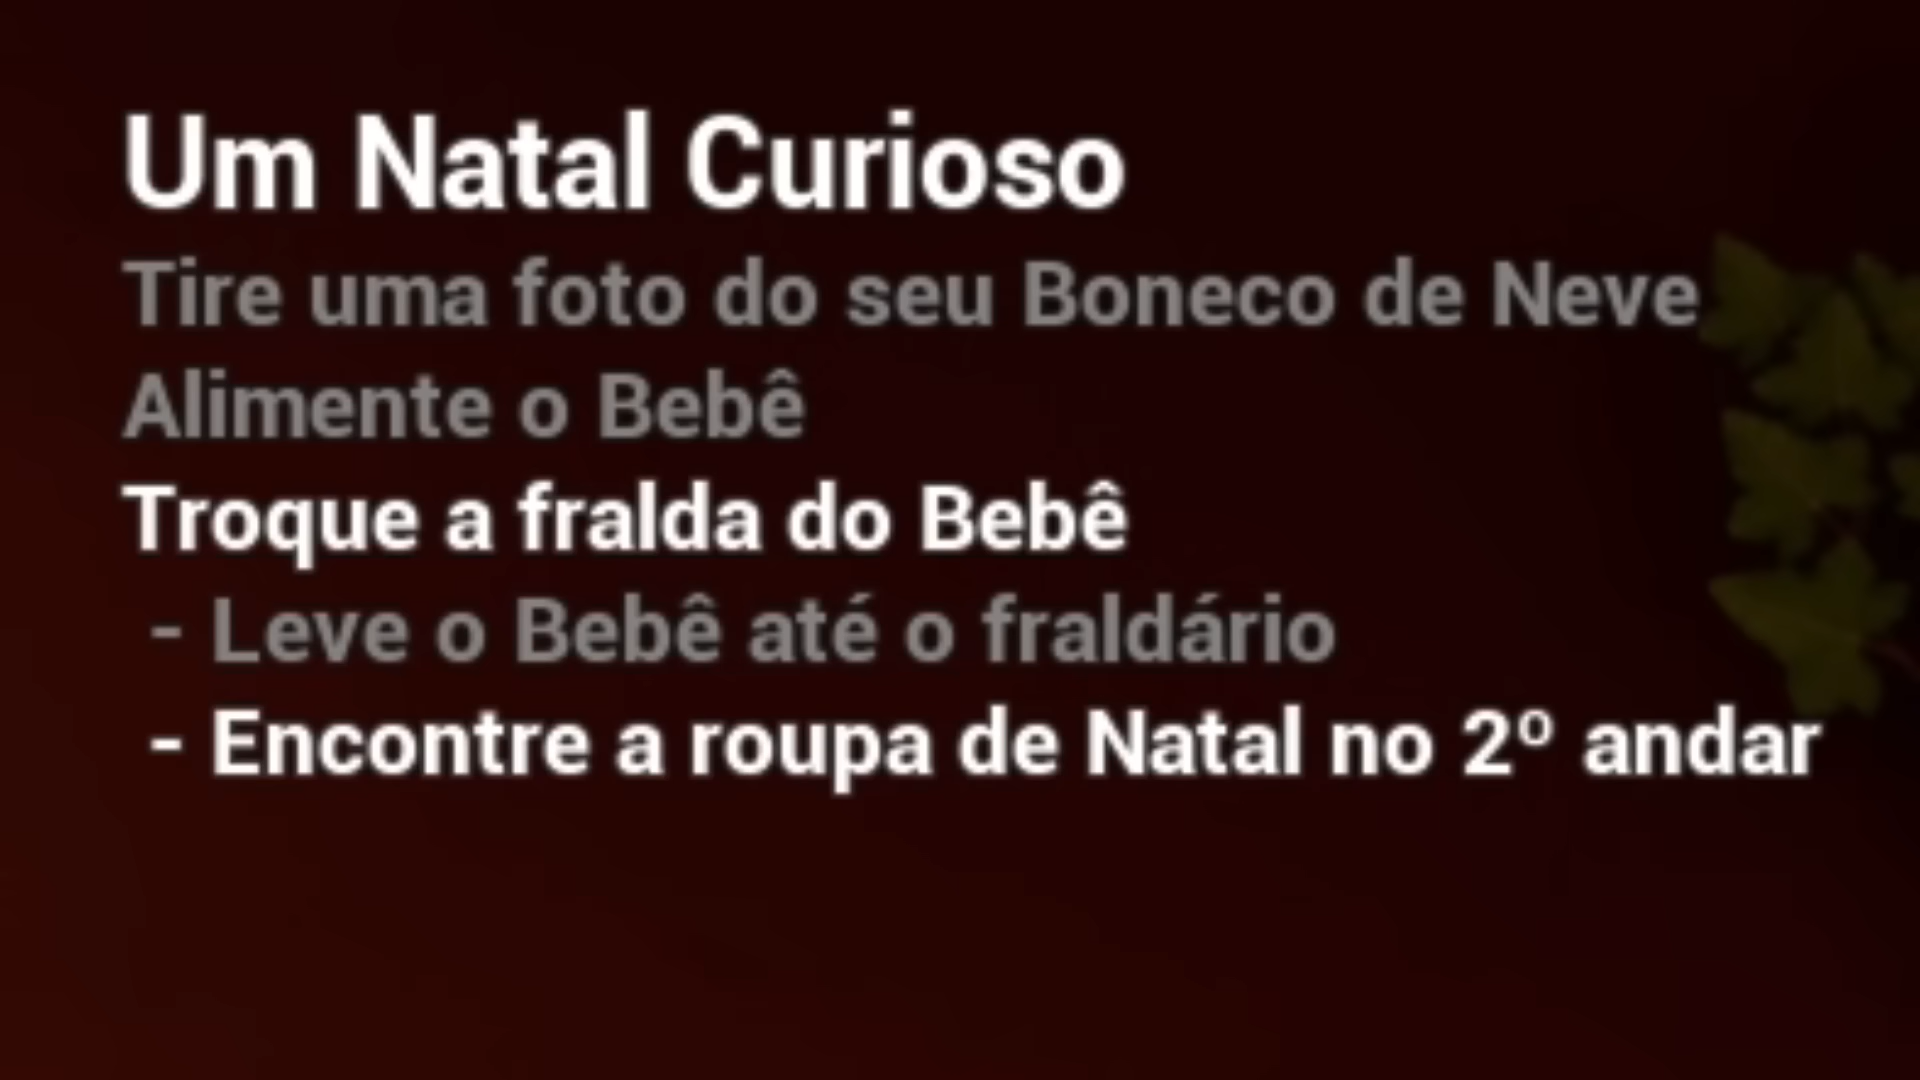 Um Natal Curioso
Tire uma foto do seu Boneco de Neve
Alimente o Bebê
Troque a fralda do Bebê
- Leve o Bebê até o fraldário
- Encontre a roupa de Natal no 2º andar